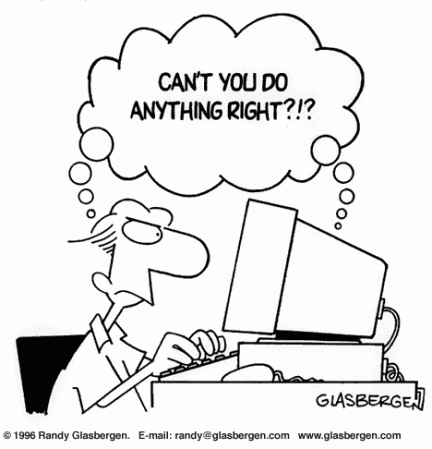 CAN'T YOU DO
ANYTHING RIGHT?!?
GLASBERGEN
© 1996 Randy Glasbergen. E-mail: randy@glasbergen.com www.glasbergen.com